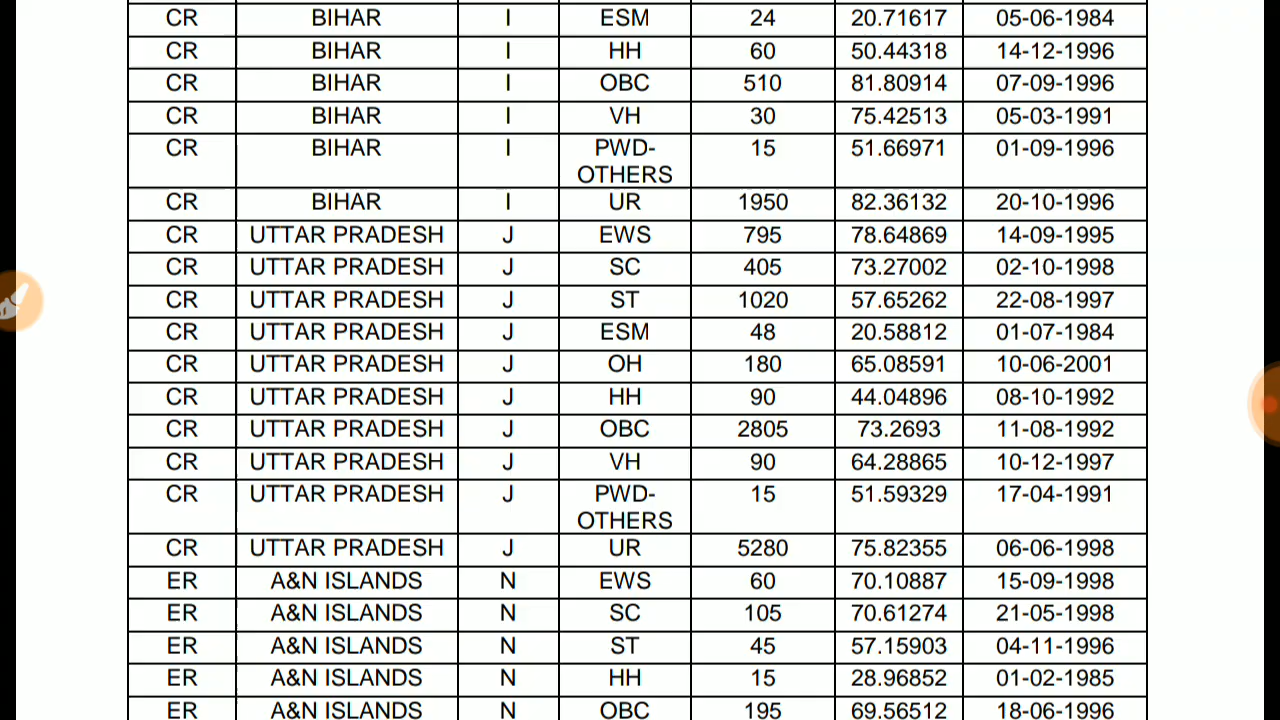 CR BIHAR I ESM 24 20.71617 05-06-1984
CR BIHAR I HH 60 50.44318 14-12-1996
CR BIHAR I OBC 510 81.80914 07-09-1996
CR BIHAR I VH 30 75.42513 05-03-1991
CR BIHAR I PWD- 15 51.66971 01-09-1996
OTHERS
CR BIHAR I UR 1950 82.36132 20-10-1996
CR UTTAR PRADESH J EWS 795 78.64869 14-09-1995
CR UTTAR PRADESH J SC 405 73.27002 02-10-1998
CR UTTAR PRADESH J ST 1020 57.65262 22-08-1997
CR UTTAR PRADESH J ESM 48 20.58812 01-07-1984
CR UTTAR PRADESH J OH 180 65.08591 10-06-2001
CR UTTAR PRADESH J HH 90 44.04896 08-10-1992
CR UTTAR PRADESH J OBC 2805 73.2693 11-08-1992
CR UTTAR PRADESH J VH 90 64.28865 10-12-1997
CR UTTAR PRADESH J PWD- 15 51.59329 17-04-1991
OTHERS
CR UTTAR PRADESH J UR 5280 75.82355 06-06-1998
ER A&N ISLANDS N EWS 60 70.10887 15-09-1998
ER A&N ISLANDS N SC 105 70.61274 21-05-1998
ER A&N ISLANDS N ST 45 57.15903 04-11-1996
ER A&N ISLANDS N HH 15 28.96852 01-02-1985
ER A&N ISLANDS N OBC 195 69.56512 18-06-1996